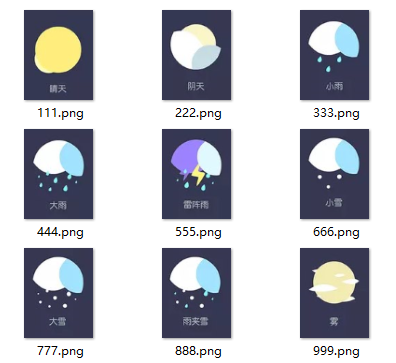 晴天
阴天
小雨
111.png
222.png
333.png
大雨
雷阵雨
小雪
444.png
555.png
666.png
大雪
雨夹雪
雾
777.png
888.png
999.png